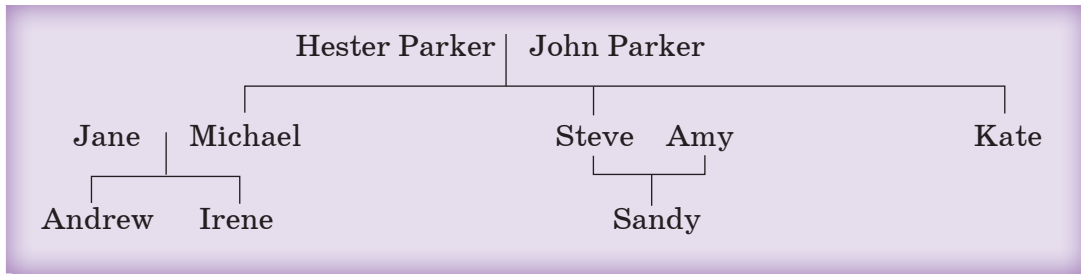 Hester Parker John Parker
Jane Michael Steve Amy Kate
Andrew Irene Sandy